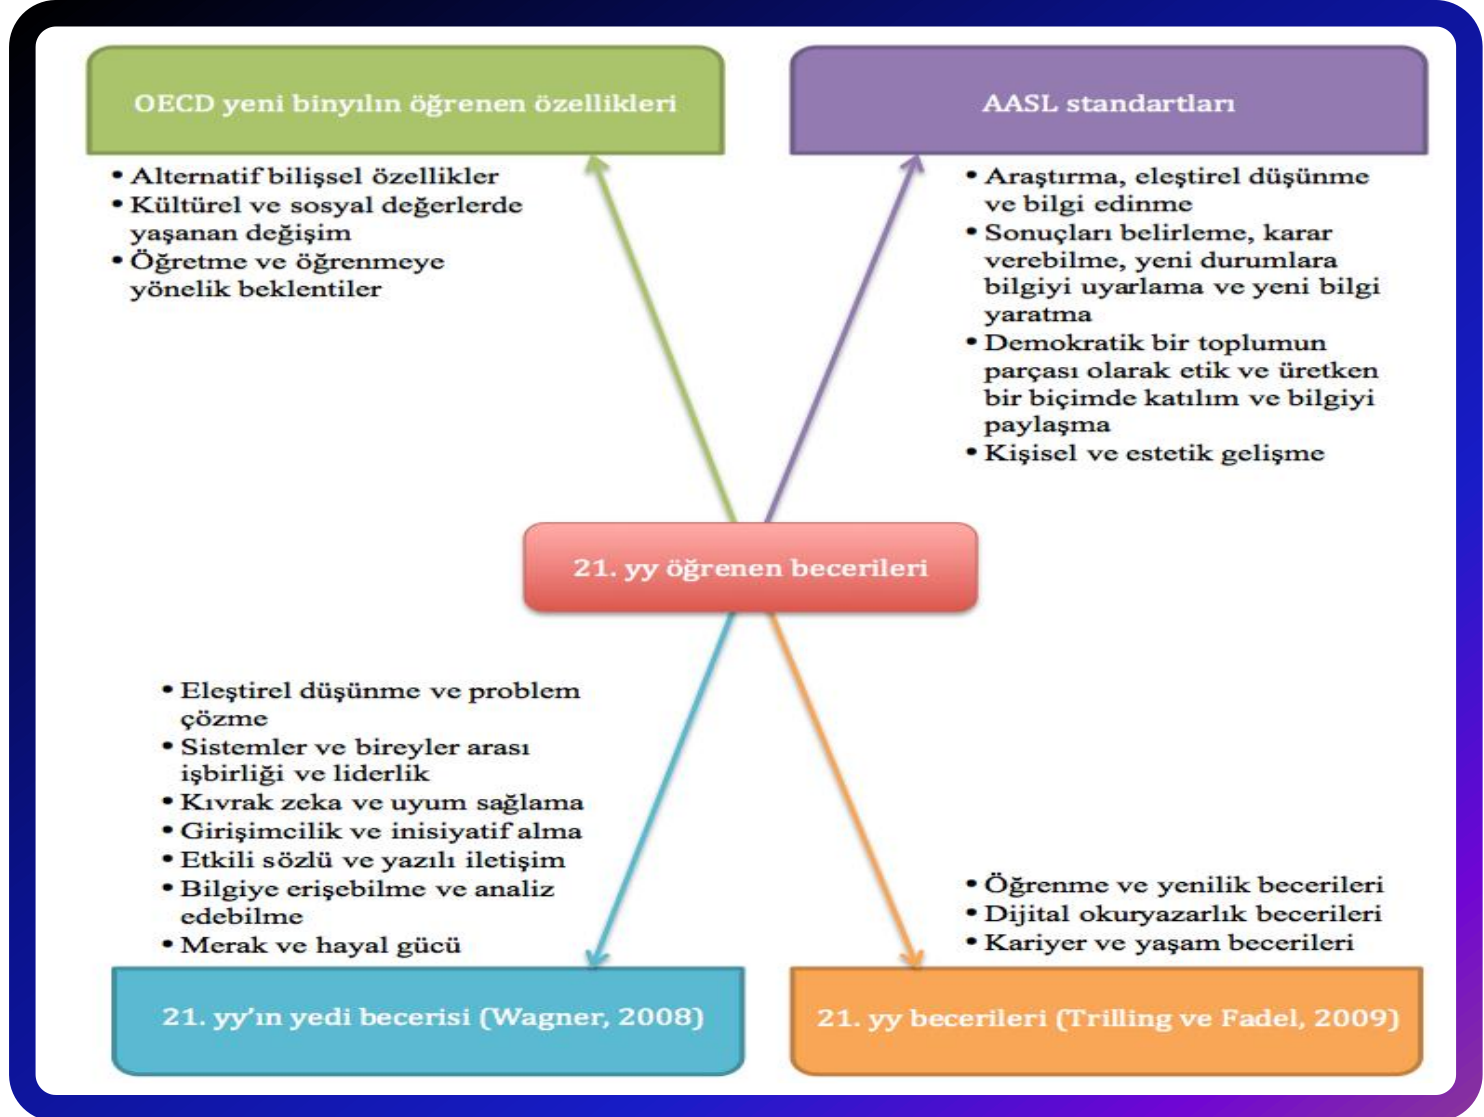 OECD yeni binyılın öğrenen özellikleri
• Alternatif bilişsel özellikler
• Kültürel ve sosyal değerlerde
yaşanan değişim
• Öğretme ve öğrenmeye
yönelik beklentiler
AASL standartları
• Araştırma, eleştirel düşünme
ve bilgi edinme
• Sonuçları belirleme, karar
verebilme, yeni durumlara
bilgiyi uyarlama ve yeni bilgi
yaratma
• Demokratik bir toplumun
parçası olarak etik ve üretken
bir biçimde katılım ve bilgiyi
paylaşma
• Kişisel ve estetik gelişme
21. yy öğrenen becerileri
• Eleştirel düşünme ve problem
çözme
• Sistemler ve bireyler arası
işbirliği ve liderlik
• Kıvrak zeka ve uyum sağlama
• Girişimcilik ve inisiyatif alma
• Etkili sözlü ve yazılı iletişim
• Bilgiye erişebilme ve analiz
edebilme
• Merak ve hayal gücü
21. yy'ın yedi becerisi (Wagner, 2008)
• Öğrenme ve yenilik becerileri
• Dijital okuryazarlık becerileri
• Kariyer ve yaşam becerileri
21. yy becerileri (Trilling ve Fadel, 2009)